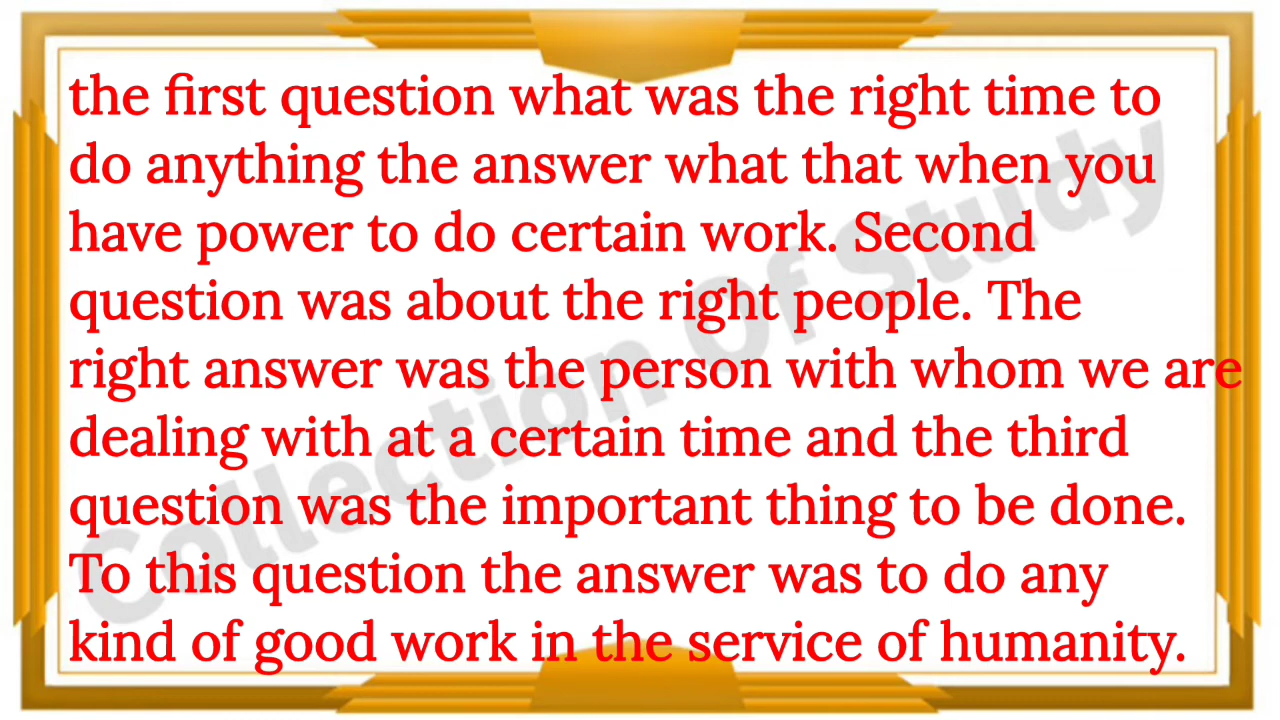 the first question what was the right time to
do anything the answer what that when you
have power to do certain work. Second
question was about the right people. The
right answer was the person with whom we are
dealing with at a certain time and the third
question was the important thing to be done.
To this question the answer was to do any
kind of good work in the service of humanity.
Collection Of Study